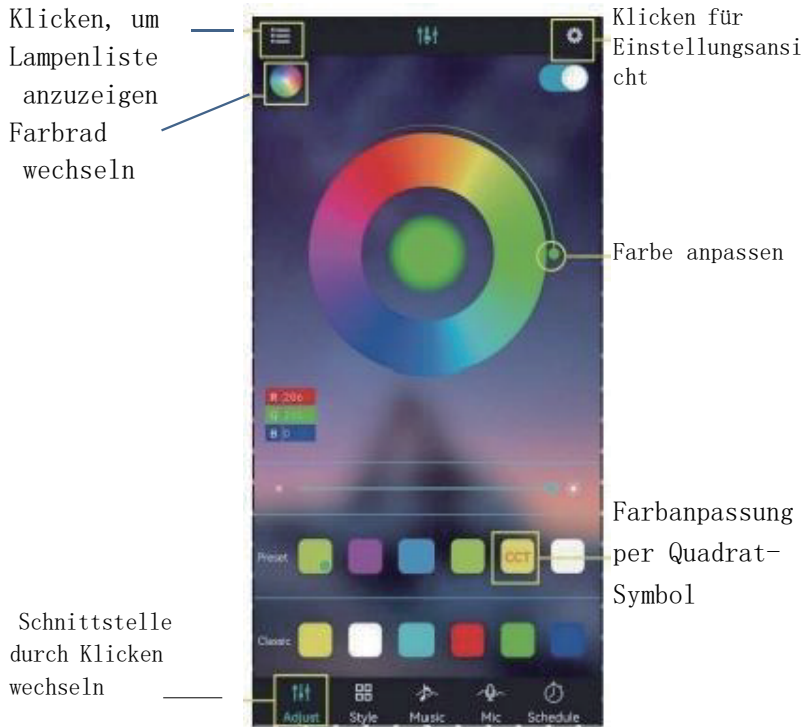 Klicken, um
Lampenliste
anzuzeigen
Farbrad
wechseln
Klicken für
Einstellungsansi
cht
Farbe anpassen
R 206
G
B 0
Farbanpassung
per Quadrat-
Symbol
Preset
CCT
Classic
Schnittstelle
durch Klicken
wechseln
Adjust Style Music Mic Schedule